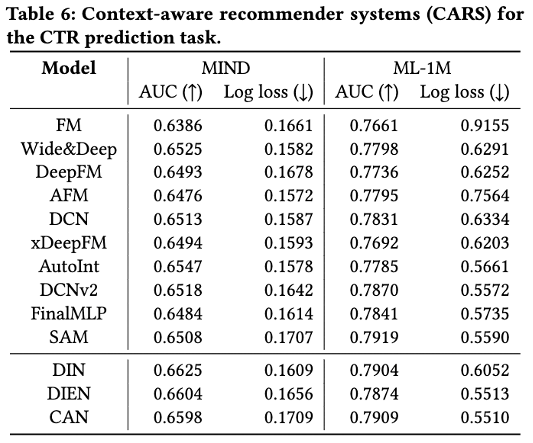 Table 6: Context-aware recommender systems (CARS) for
the CTR prediction task.
Model MIND ML-1M
AUC (↑) Log loss (↓) AUC (↑) Log loss (↓)
FM 0.6386 0.1661 0.7661 0.9155
Wide&Deep 0.6525 0.1582 0.7798 0.6291
DeepFM 0.6493 0.1678 0.7736 0.6252
AFM 0.6476 0.1572 0.7795 0.7564
DCN 0.6513 0.1587 0.7831 0.6334
xDeepFM 0.6494 0.1593 0.7692 0.6203
AutoInt 0.6547 0.1578 0.7785 0.5661
DCNv2 0.6518 0.1642 0.7870 0.5572
FinalMLP 0.6484 0.1614 0.7841 0.5735
SAM 0.6508 0.1707 0.7919 0.5590
DIN 0.6625 0.1609 0.7904 0.6052
DIEN 0.6604 0.1656 0.7874 0.5513
CAN 0.6598 0.1709 0.7909 0.5510